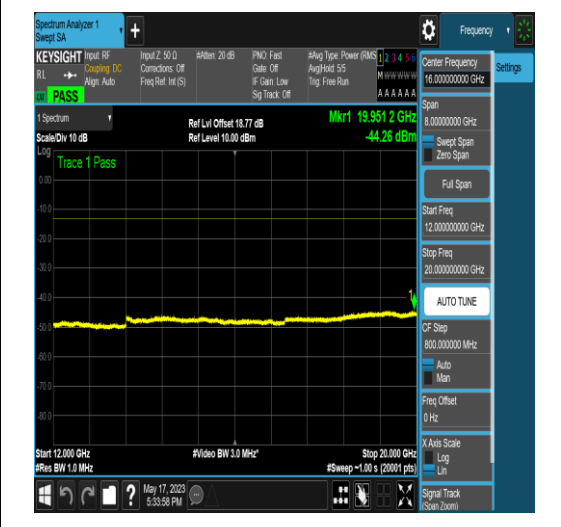 Spectrum Analyzer 1
Swept SA
Frequency
KEYSIGHT
RL
PASS
Input: RF
Coupling: DC
Align: Auto
Input Z: 50 Ω
Corrections: Off
Freq Ref: Int (S)
#Atten: 20 dB
PNO: Fast
Gate: Off
IF Gain: Low
Sig Track: Off
#Avg Type: Power (RMS
Avg|Hold: 5/5
Trig: Free Run
1 2 3 4 5 6
M w w w w w
A A A A A A
1 Spectrum
Scale/Div 10 dB
Log
Ref Lvl Offset 18.77 dB
Ref Level 10.00 dBm
Mkr1 19.951 2 GHz
-44.26 dBm
Trace 1 Pass
0.00
-10.0
-20.0
-30.0
-40.0
-50.0
-60.0
-70.0
-80.0
1
Start 12.000 GHz
#Res BW 1.0 MHz
#Video BW 3.0 MHz*
Stop 20.000 GHz
#Sweep ~1.00 s (20001 pts)
May 17, 2023
5:33:58 PM
Center Frequency
16.000000000 GHz
Settings
Span
8.00000000 GHz
Swept Span
Zero Span
Full Span
Start Freq
12.000000000 GHz
Stop Freq
20.000000000 GHz
AUTO TUNE
CF Step
800.000000 MHz
Auto
Man
Freq Offset
0 Hz
X Axis Scale
Log
Lin
Signal Track
(Span Zoom)